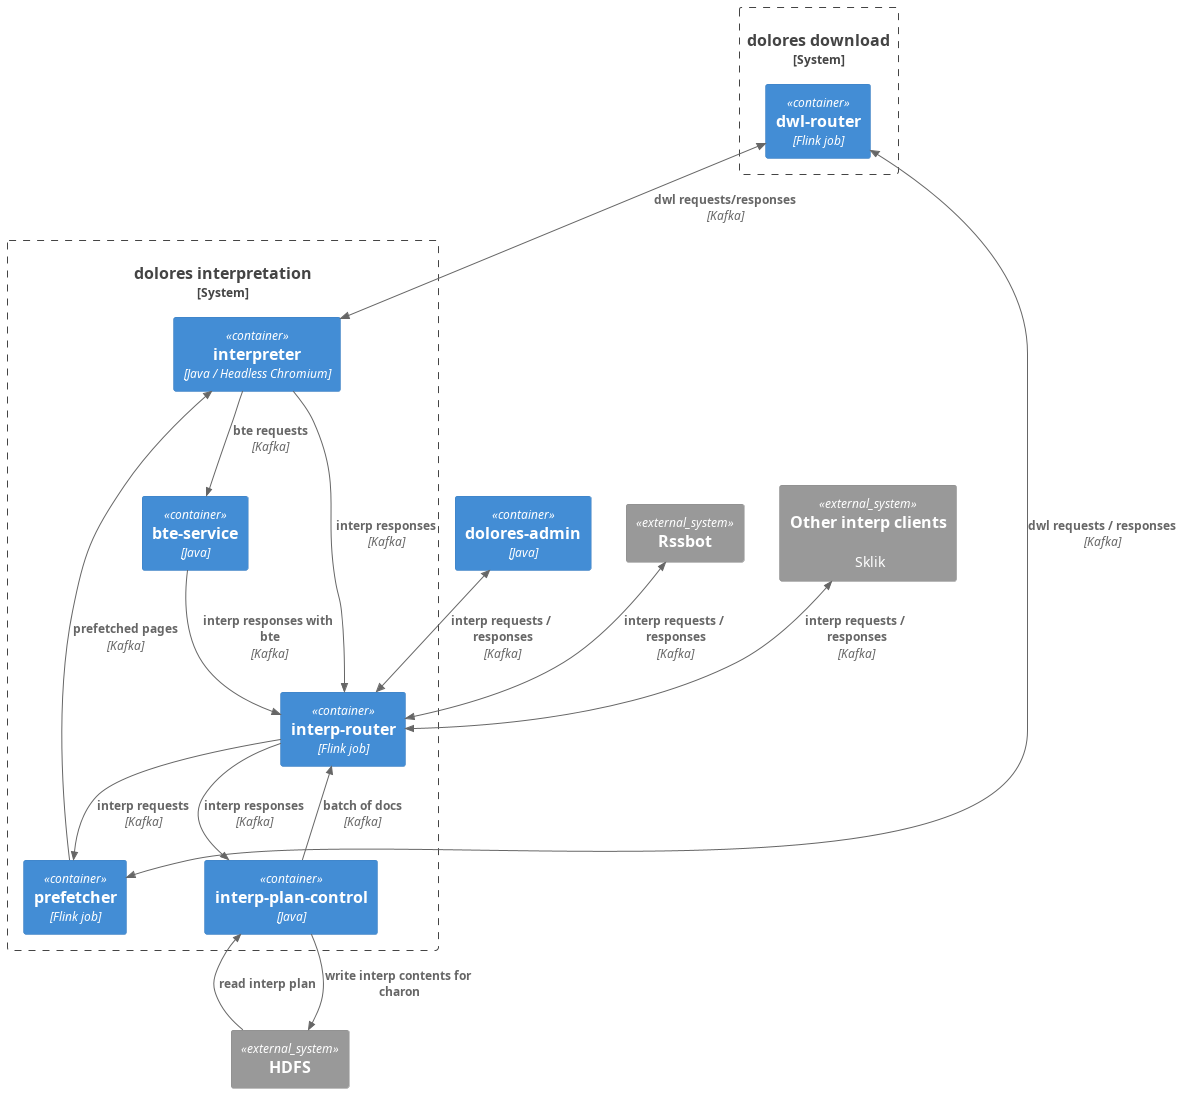 dolores download
[System]
«container»
dwl-router
[Flink job]
dwl requests/responses
[Kafka]
dolores interpretation
[System]
«container»
interpreter
[Java / Headless Chromium]
bte requests
[Kafka]
«container»
bte-service
[Java]
interp responses
[Kafka]
«container»
dolores-admin
[Java]
«external_system»
Rssbot
«external_system»
Other interp clients
Sklik
dwl requests / responses
[Kafka]
prefetched pages
[Kafka]
interp responses with
bte
[Kafka]
interp requests /
responses
[Kafka]
interp requests /
responses
[Kafka]
interp requests /
responses
[Kafka]
«container»
interp-router
[Flink job]
interp requests
[Kafka]
interp responses
[Kafka]
batch of docs
[Kafka]
«container»
prefetcher
[Flink job]
«container»
interp-plan-control
[Java]
read interp plan
write interp contents for
charon
«external_system»
HDFS